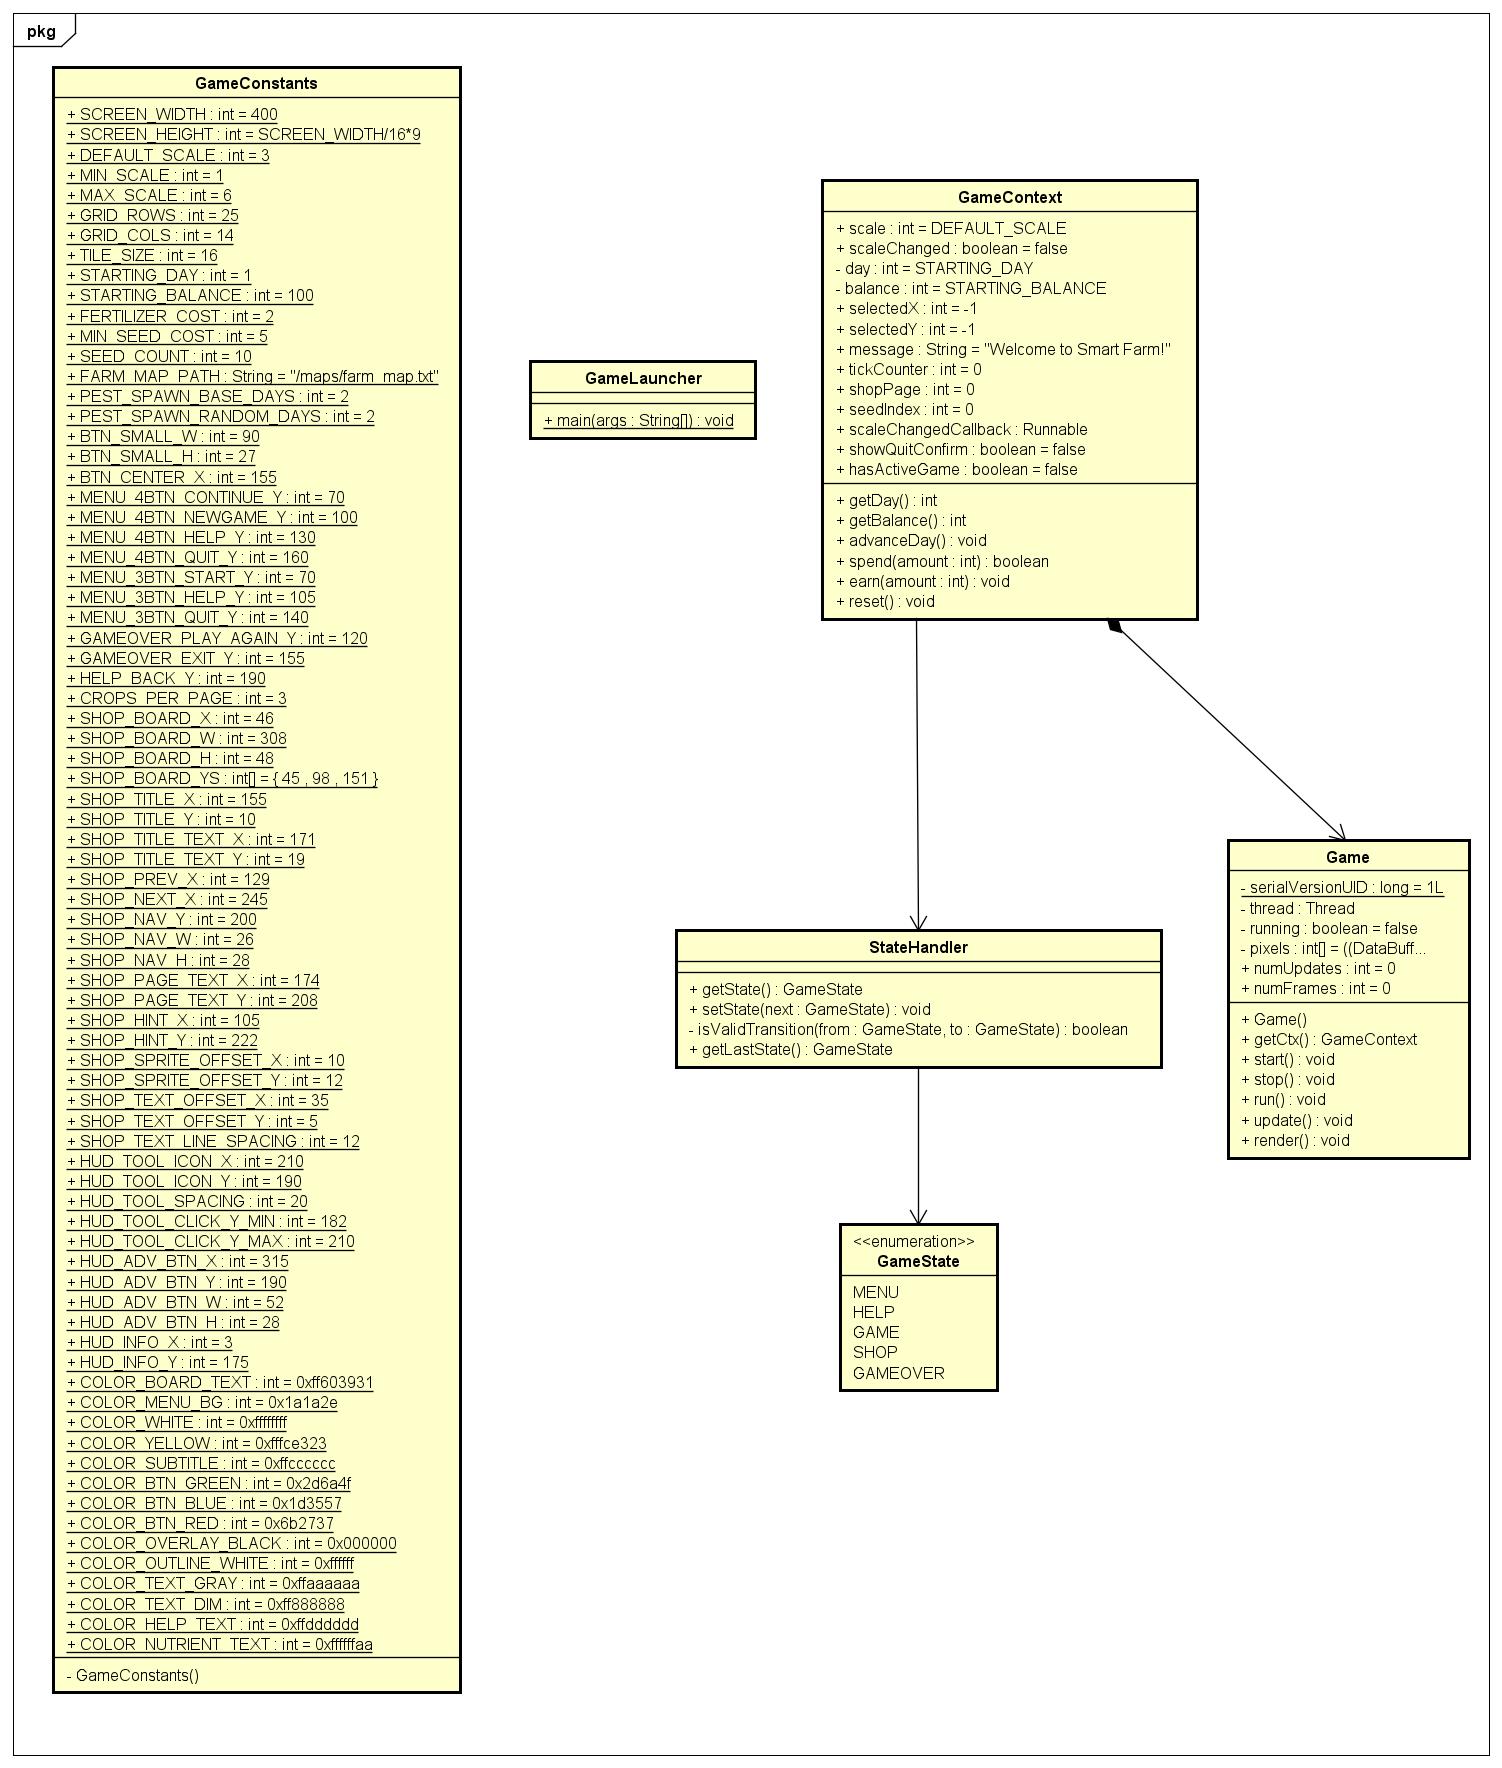 pkg
GameConstants
+ SCREEN_WIDTH : int = 400
+ SCREEN_HEIGHT : int = SCREEN_WIDTH/16*9
+ DEFAULT_SCALE : int = 3
+ MIN_SCALE : int = 1
+ MAX_SCALE : int = 6
+ GRID_ROWS : int = 25
+ GRID_COLS : int = 14
+ TILE_SIZE : int = 16
+ STARTING_DAY : int = 1
+ STARTING_BALANCE : int = 100
+ FERTILIZER_COST : int = 2
+ MIN_SEED_COST : int = 5
+ SEED_COUNT : int = 10
+ FARM_MAP_PATH : String = "/maps/farm_map.txt"
+ PEST_SPAWN_BASE_DAYS : int = 2
+ PEST_SPAWN_RANDOM_DAYS : int = 2
+ BTN_SMALL_W : int = 90
+ BTN_SMALL_H : int = 27
+ BTN_CENTER_X : int = 155
+ MENU_4BTN_CONTINUE_Y : int = 70
+ MENU_4BTN_NEWGAME_Y : int = 100
+ MENU_4BTN_HELP_Y : int = 130
+ MENU_4BTN_QUIT_Y : int = 160
+ MENU_3BTN_START_Y : int = 70
+ MENU_3BTN_HELP_Y : int = 105
+ MENU_3BTN_QUIT_Y : int = 140
+ GAMEOVER_PLAY_AGAIN_Y : int = 120
+ GAMEOVER_EXIT_Y : int = 155
+ HELP_BACK_Y : int = 190
+ CROPS_PER_PAGE : int = 3
+ SHOP_BOARD_X : int = 46
+ SHOP_BOARD_W : int = 308
+ SHOP_BOARD_H : int = 48
+ SHOP_BOARD_YS : int[] = { 45 , 98 , 151 }
+ SHOP_TITLE_X : int = 155
+ SHOP_TITLE_Y : int = 10
+ SHOP_TITLE_TEXT_X : int = 171
+ SHOP_TITLE_TEXT_Y : int = 19
+ SHOP_PREV_X : int = 129
+ SHOP_NEXT_X : int = 245
+ SHOP_NAV_Y : int = 200
+ SHOP_NAV_W : int = 26
+ SHOP_NAV_H : int = 28
+ SHOP_PAGE_TEXT_X : int = 174
+ SHOP_PAGE_TEXT_Y : int = 208
+ SHOP_HINT_X : int = 105
+ SHOP_HINT_Y : int = 222
+ SHOP_SPRITE_OFFSET_X : int = 10
+ SHOP_SPRITE_OFFSET_Y : int = 12
+ SHOP_TEXT_OFFSET_X : int = 35
+ SHOP_TEXT_OFFSET_Y : int = 5
+ SHOP_TEXT_LINE_SPACING : int = 12
+ HUD_TOOL_ICON_X : int = 210
+ HUD_TOOL_ICON_Y : int = 190
+ HUD_TOOL_SPACING : int = 20
+ HUD_TOOL_CLICK_Y_MIN : int = 182
+ HUD_TOOL_CLICK_Y_MAX : int = 210
+ HUD_ADV_BTN_X : int = 315
+ HUD_ADV_BTN_Y : int = 190
+ HUD_ADV_BTN_W : int = 52
+ HUD_ADV_BTN_H : int = 28
+ HUD_INFO_X : int = 3
+ HUD_INFO_Y : int = 175
+ COLOR_BOARD_TEXT : int = 0xff603931
+ COLOR_MENU_BG : int = 0x1a1a2e
+ COLOR_WHITE : int = 0xffffffff
+ COLOR_YELLOW : int = 0xfffce323
+ COLOR_SUBTITLE : int = 0xffcccccc
+ COLOR_BTN_GREEN : int = 0x2d6a4f
+ COLOR_BTN_BLUE : int = 0x1d3557
+ COLOR_BTN_RED : int = 0x6b2737
+ COLOR_OVERLAY_BLACK : int = 0x000000
+ COLOR_OUTLINE_WHITE : int = 0xffffff
+ COLOR_TEXT_GRAY : int = 0xffaaaaaa
+ COLOR_TEXT_DIM : int = 0xff888888
+ COLOR_HELP_TEXT : int = 0xffdddddd
+ COLOR_NUTRIENT_TEXT : int = 0xffffffaa
- GameConstants()
GameLauncher
+ main(args : String[]) : void
GameContext
+ scale : int = DEFAULT_SCALE
+ scaleChanged : boolean = false
- day : int = STARTING_DAY
- balance : int = STARTING_BALANCE
+ selectedX : int = -1
+ selectedY : int = -1
+ message : String = "Welcome to Smart Farm!"
+ tickCounter : int = 0
+ shopPage : int = 0
+ seedIndex : int = 0
+ scaleChangedCallback : Runnable
+ showQuitConfirm : boolean = false
+ hasActiveGame : boolean = false
+ getDay() : int
+ getBalance() : int
+ advanceDay() : void
+ spend(amount : int) : boolean
+ earn(amount : int) : void
+ reset() : void
Game
- serialVersionUID : long = 1L
- thread : Thread
- running : boolean = false
- pixels : int[] = ((DataBuff...
+ numUpdates : int = 0
+ numFrames : int = 0
+ Game()
+ getCtx() : GameContext
+ start() : void
+ stop() : void
+ run() : void
+ update() : void
+ render() : void
StateHandler
+ getState() : GameState
+ setState(next : GameState) : void
- isValidTransition(from : GameState, to : GameState) : boolean
+ getLastState() : GameState
<<enumeration>>
GameState
MENU
HELP
GAME
SHOP
GAMEOVER